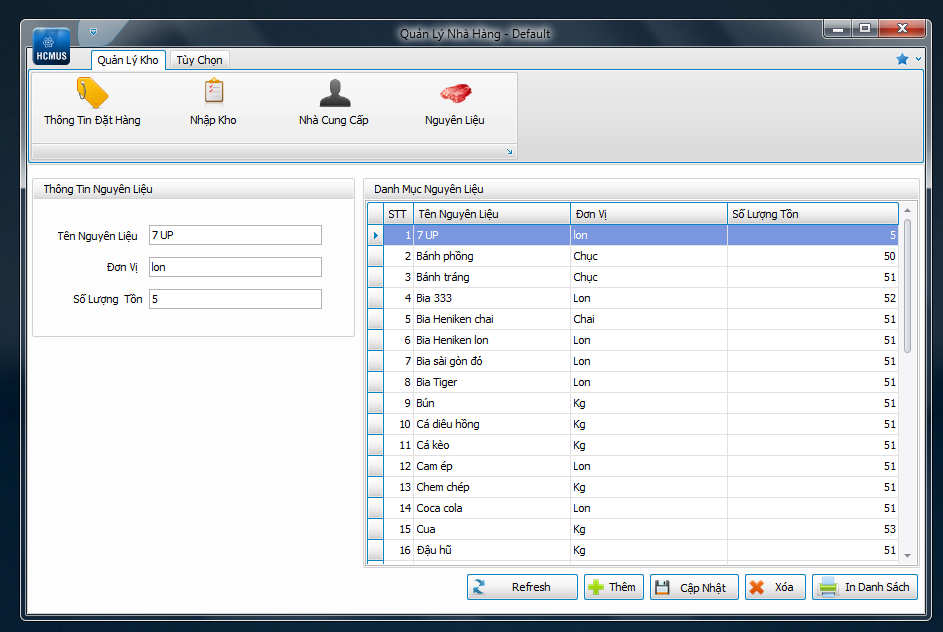 Quản Lý Nhà Hàng - Default
HCMUS
Quản Lý Kho
Tùy Chọn
Thông Tin Đặt Hàng
Nhập Kho
Nhà Cung Cấp
Nguyên Liệu
Thông Tin Nguyên Liệu
Tên Nguyên Liệu 7 UP
Đơn Vị lon
Số Lượng Tồn 5
Danh Mục Nguyên Liệu
STT Tên Nguyên Liệu Đơn Vị Số Lượng Tồn
1 7 UP lon 5
2 Bánh phồng Chục 50
3 Bánh tráng Chục 51
4 Bia 333 Lon 52
5 Bia Heniken chai Chai 51
6 Bia Heniken lon Lon 51
7 Bia sài gòn đỏ Lon 51
8 Bia Tiger Lon 51
9 Bún Kg 51
10 Cá diêu hồng Kg 51
11 Cá kèo Kg 51
12 Cam ép Lon 51
13 Chem chép Kg 51
14 Coca cola Lon 51
15 Cua Kg 53
16 Đậu hũ Kg 51
Refresh
Thêm
Cập Nhật
Xóa
In Danh Sách